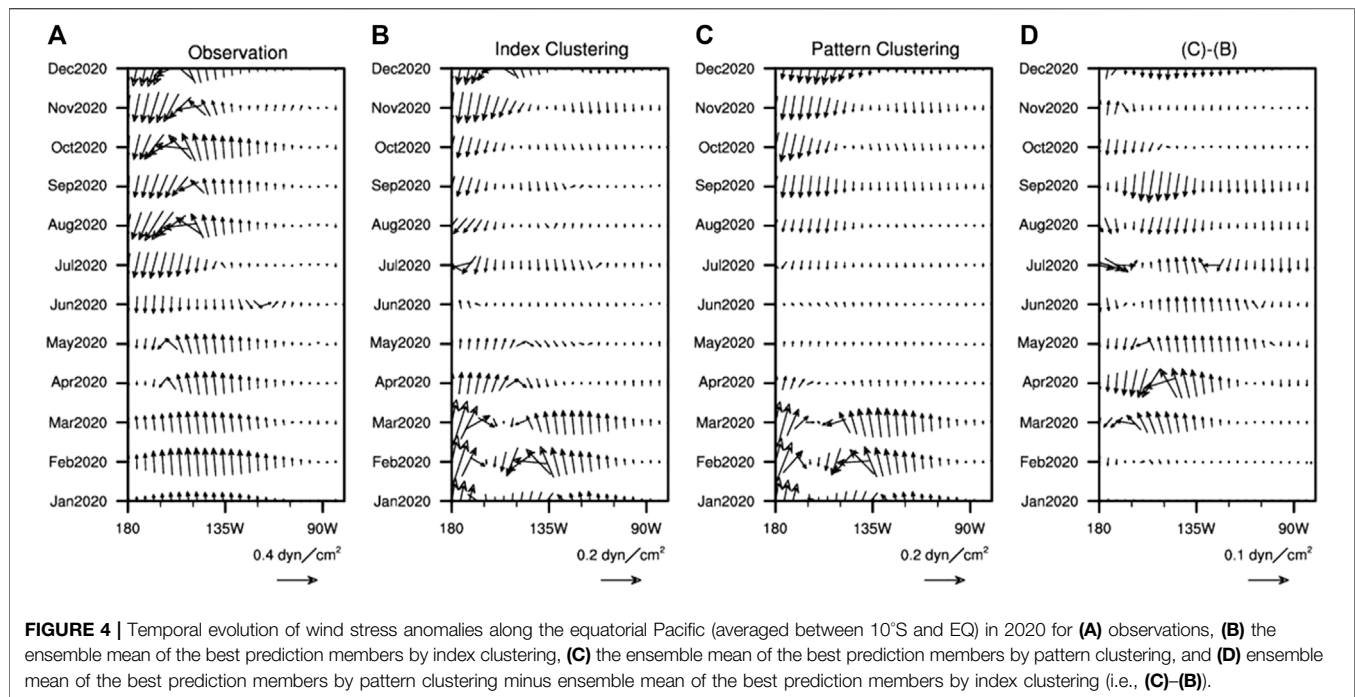 A
Observation
Dec2020
Nov2020
Oct2020
Sep2020
Aug2020
Jul2020
Jun2020
May2020
Apr2020
Mar2020
Feb2020
Jan2020
180
135W
90W
0.4 dyn/cm²
B
Index Clustering
Dec2020
Nov2020
Oct2020
Sep2020
Aug2020
Jul2020
Jun2020
May2020
Apr2020
Mar2020
Feb2020
Jan2020
180
135W
90W
0.2 dyn/cm²
C
Pattern Clustering
Dec2020
Nov2020
Oct2020
Sep2020
Aug2020
Jul2020
Jun2020
May2020
Apr2020
Mar2020
Feb2020
Jan2020
180
135W
90W
0.2 dyn/cm²
D
(C)-(B)
Dec2020
Nov2020
Oct2020
Sep2020
Aug2020
Jul2020
Jun2020
May2020
Apr2020
Mar2020
Feb2020
Jan2020
180
135W
90W
0.1 dyn/cm²
FIGURE 4 | Temporal evolution of wind stress anomalies along the equatorial Pacific (averaged between 10°S and EQ) in 2020 for (A) observations, (B) the
ensemble mean of the best prediction members by index clustering, (C) the ensemble mean of the best prediction members by pattern clustering, and (D) ensemble
mean of the best prediction members by pattern clustering minus ensemble mean of the best prediction members by index clustering (i.e., (C)–(B)).